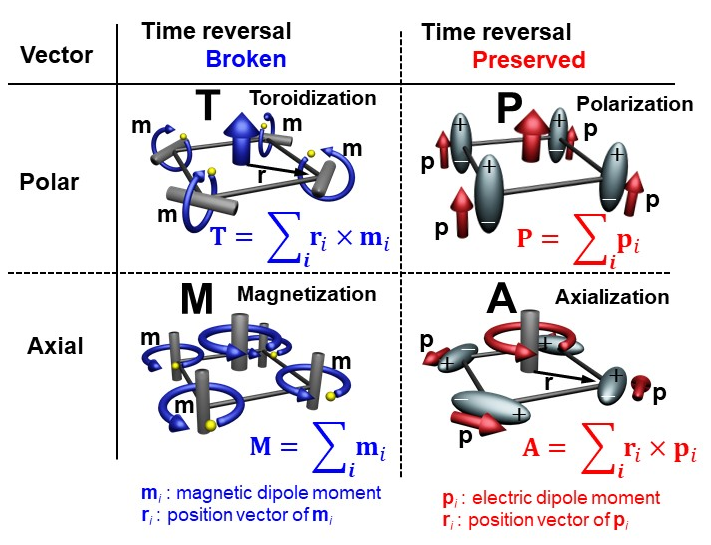 Vector
Time reversal
Broken
Time reversal
Preserved
Polar
T Toroidization
m
m
m
r
m
T = ∑ᵢ rᵢ × mᵢ
P Polarization
+
+
p
p
+
+
−
−
−
−
p
p
P = ∑ᵢ pᵢ
Axial
M Magnetization
m
m
m
M = ∑ᵢ mᵢ
A Axialization
p
−
+
+
−
+
r
+
−
−
p
p
A = ∑ᵢ rᵢ × pᵢ
mᵢ : magnetic dipole moment
rᵢ : position vector of mᵢ
pᵢ : electric dipole moment
rᵢ : position vector of pᵢ